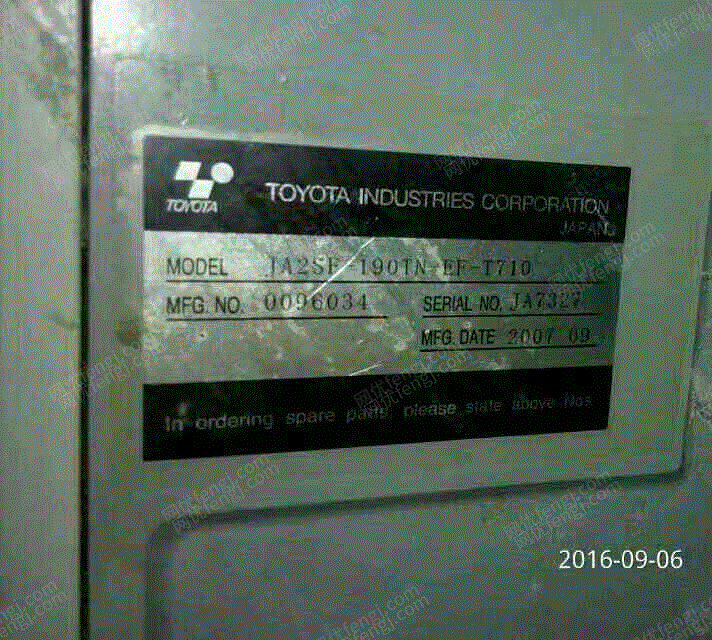 TOYOTA
TOYOTA INDUSTRIES CORPORATION
JAPAN
MODEL JA2SF-190TN-EF-T710
MFG. NO. 0096034
SERIAL NO. JA7327
MFG. DATE 2007 09
In ordering spare parts, please state above Nos.
2016-09-06